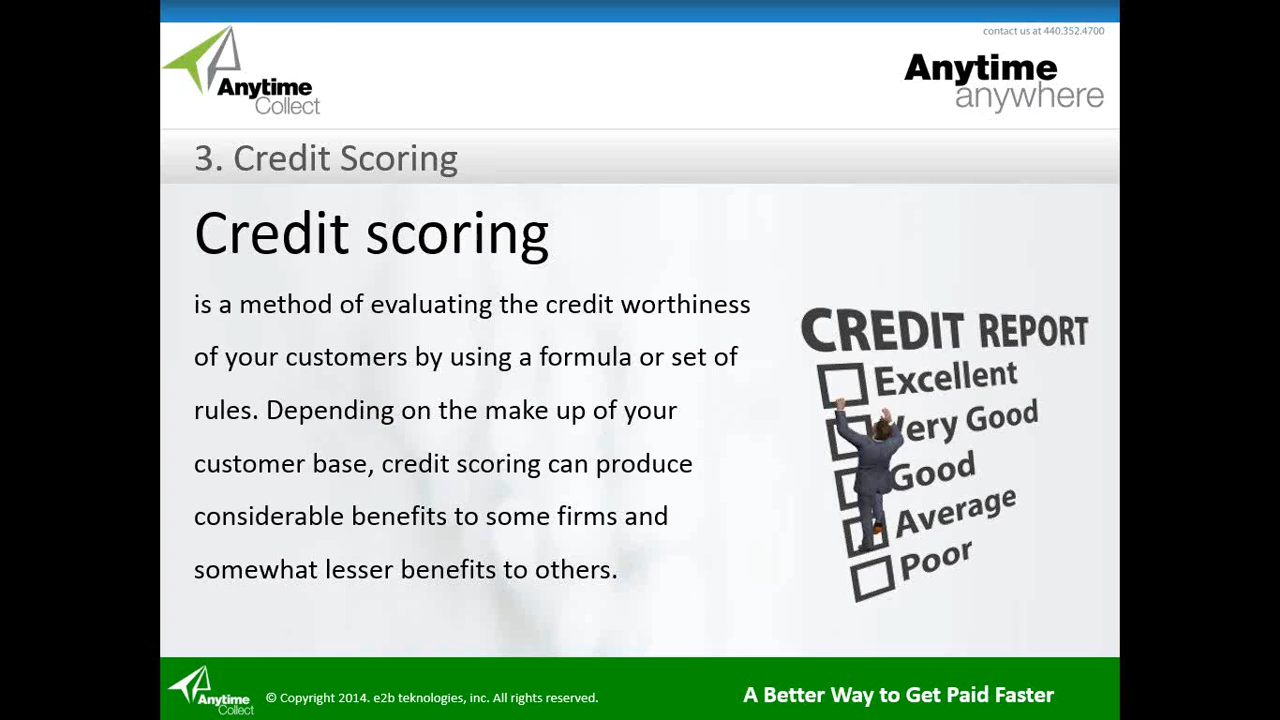 contact us at 440.352.4700
Anytime
Collect
Anytime
anywhere
3. Credit Scoring
Credit scoring
is a method of evaluating the credit worthiness
of your customers by using a formula or set of
rules. Depending on the make up of your
customer base, credit scoring can produce
considerable benefits to some firms and
somewhat lesser benefits to others.
CREDIT REPORT
Excellent
Very Good
Good
Average
Poor
Anytime
Collect
© Copyright 2014. e2b teknologies, inc. All rights reserved.
A Better Way to Get Paid Faster